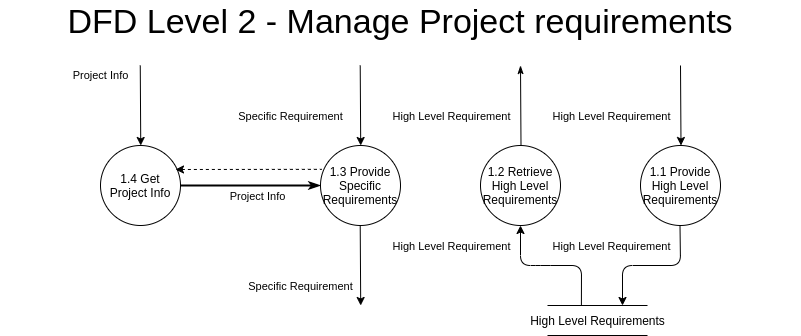 DFD Level 2 - Manage Project requirements
Project Info
Specific Requirement
High Level Requirement
High Level Requirement
1.4 Get
Project Info
1.3 Provide
Specific
Requirements
1.2 Retrieve
High Level
Requirements
1.1 Provide
High Level
Requirements
Project Info
High Level Requirement
High Level Requirement
Specific Requirement
High Level Requirements